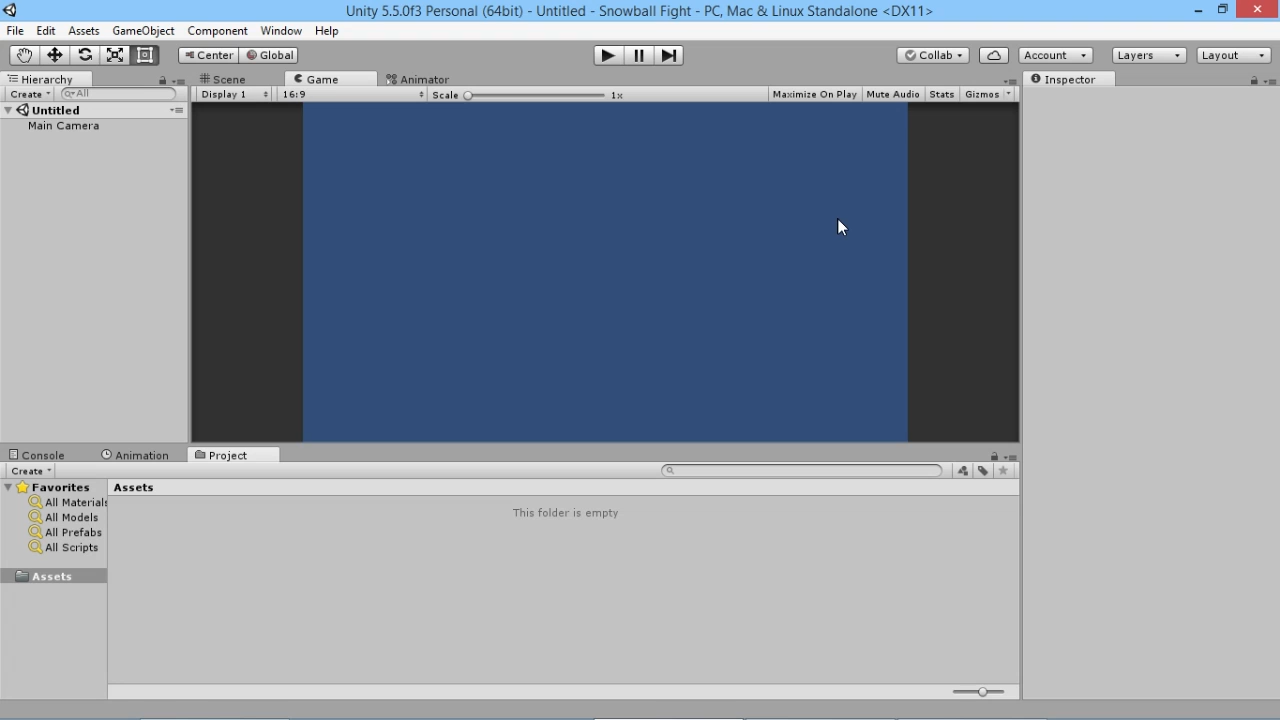 Unity 5.5.0f3 Personal (64bit) - Untitled - Snowball Fight - PC, Mac & Linux Standalone <DX11>
File Edit Assets GameObject Component Window Help
Center Global Collab Account Layers Layout
Hierarchy Scene Game Animator Inspector
Create All Display 1 16:9 Scale 1x Maximize On Play Mute Audio Stats Gizmos
Untitled
Main Camera
Console Animation Project
Create
Favorites Assets
All Materials
This folder is empty
All Models
All Prefabs
All Scripts
Assets